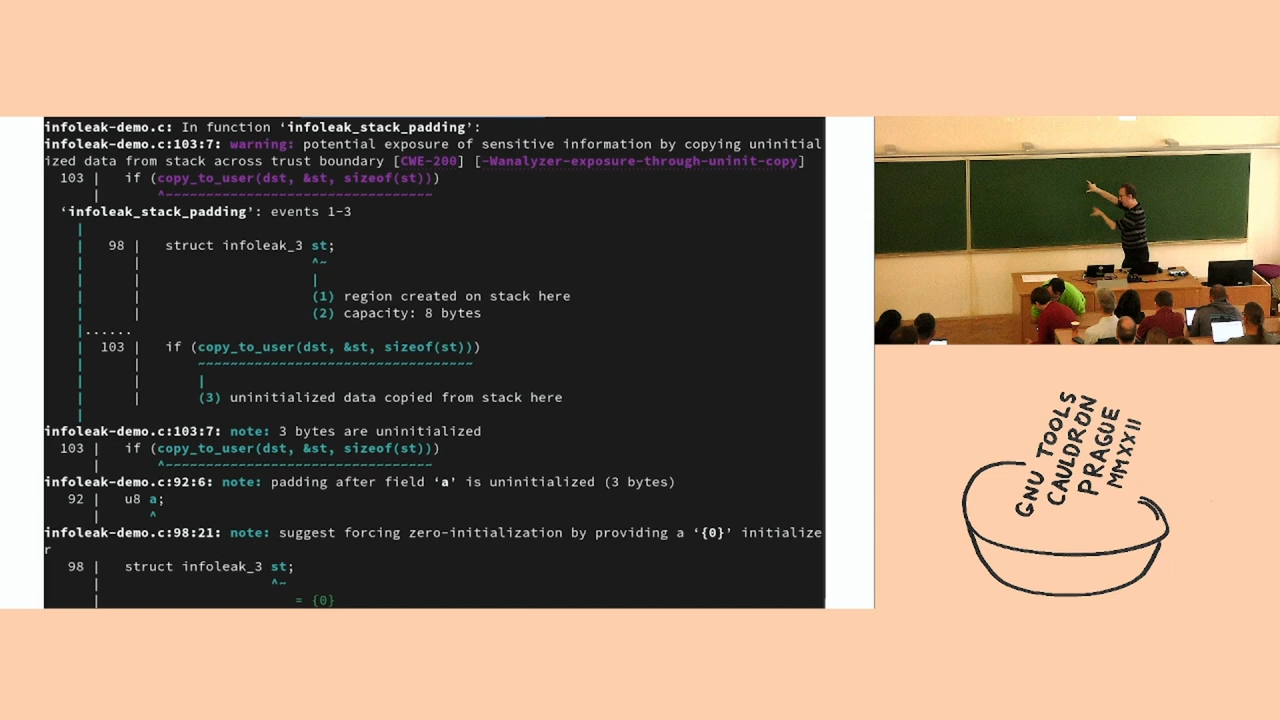 infoleak-demo.c: In function ‘infoleak_stack_padding’:
infoleak-demo.c:103:7: warning: potential exposure of sensitive information by copying uninitial
ized data from stack across trust boundary [CWE-200] [-Wanalyzer-exposure-through-uninit-copy]
103 |   if (copy_to_user(dst, &st, sizeof(st)))
|       ^~~~~~~~~~~~~~~~~~~~~~~~~~~~~~~~~~
‘infoleak_stack_padding’: events 1-3
|
|   98 |   struct infoleak_3 st;
|      |                     ^~
|      |                     |
|      |                     (1) region created on stack here
|      |                     (2) capacity: 8 bytes
|......
|  103 |   if (copy_to_user(dst, &st, sizeof(st)))
|      |       ~~~~~~~~~~~~~~~~~~~~~~~~~~~~~~~~~~
|      |       |
|      |       (3) uninitialized data copied from stack here
|
infoleak-demo.c:103:7: note: 3 bytes are uninitialized
103 |   if (copy_to_user(dst, &st, sizeof(st)))
|       ^~~~~~~~~~~~~~~~~~~~~~~~~~~~~~~~~~
infoleak-demo.c:92:6: note: padding after field ‘a’ is uninitialized (3 bytes)
92 |   u8 a;
|      ^
infoleak-demo.c:98:21: note: suggest forcing zero-initialization by providing a ‘{0}’ initialize
r
98 |   struct infoleak_3 st;
|                     ^~
|                        = {0}
GNU TOOLS
CAULDRON
PRAGUE
MMXXII